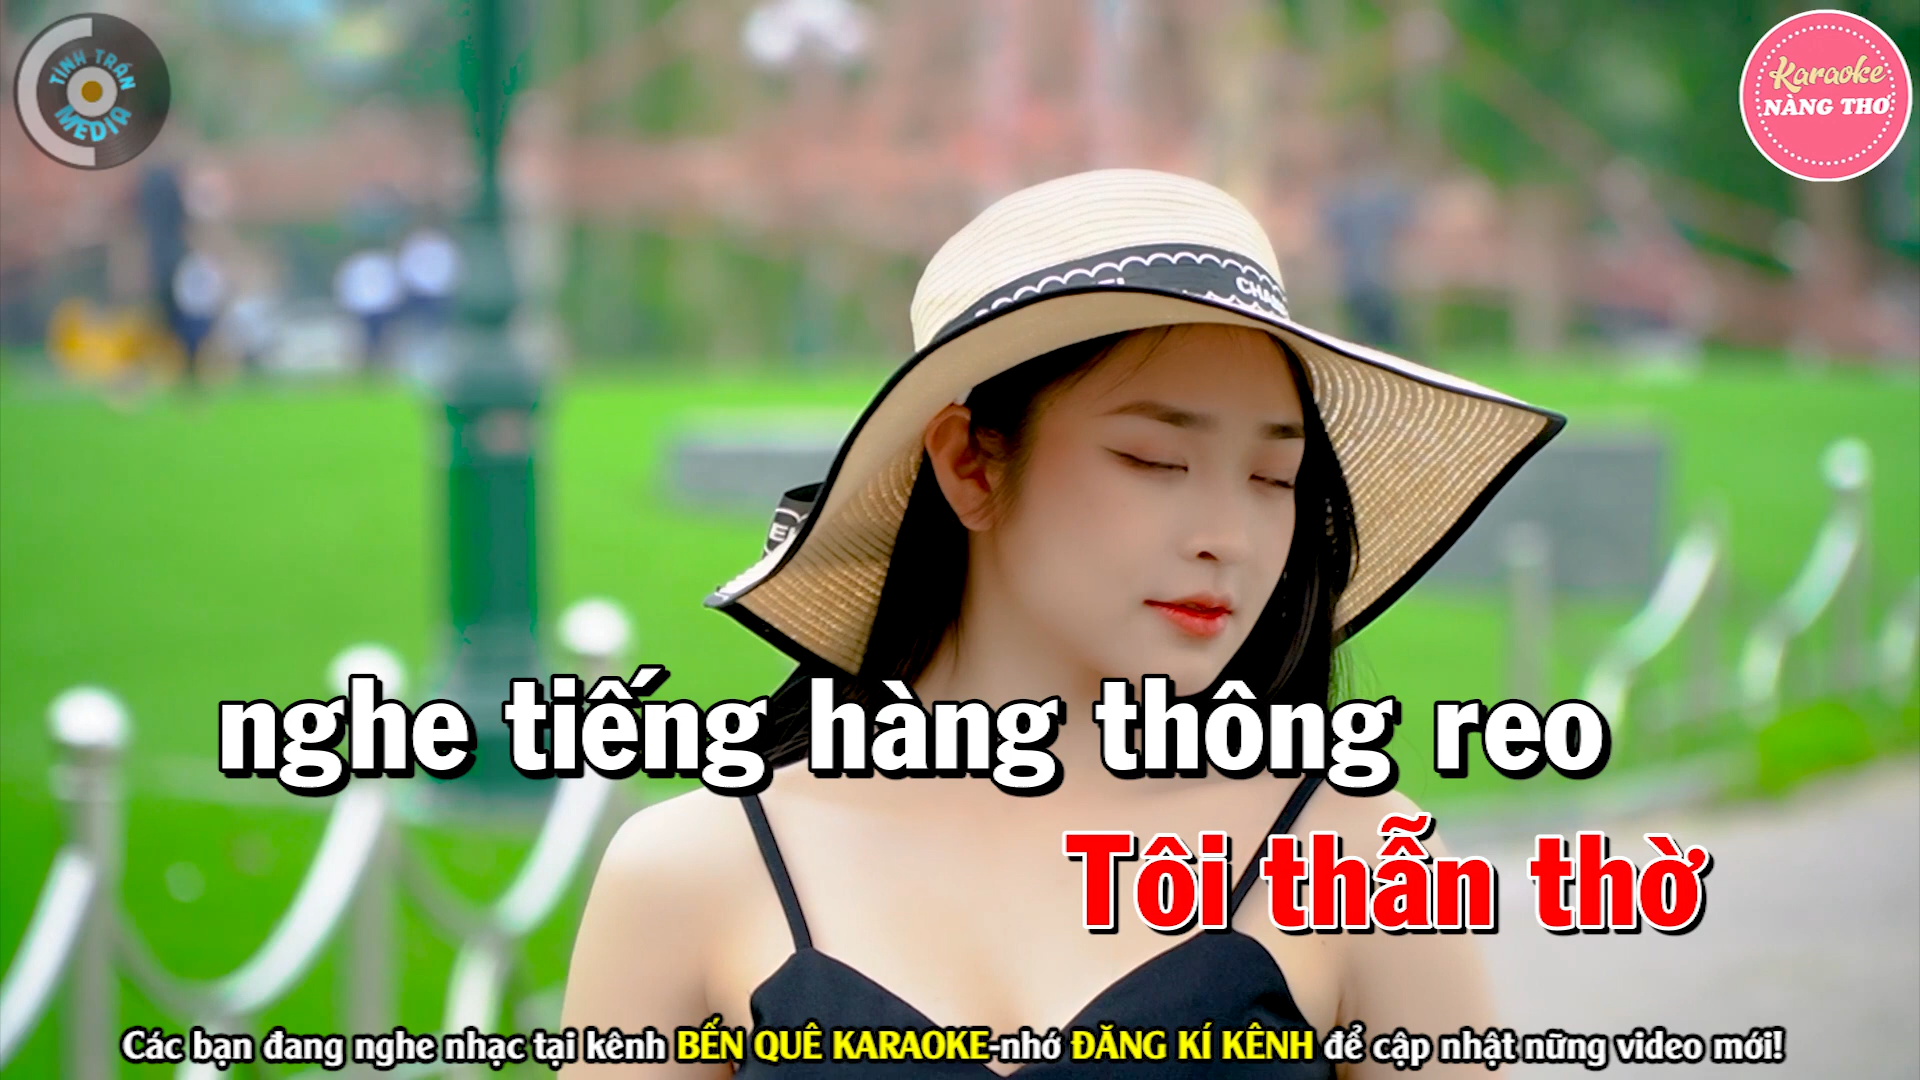 TÌNH TRẦN
MEDIA
Karaoke
NÀNG THƠ
nghe tiếng hàng thông reo
Tôi thẫn thờ
Các bạn đang nghe nhạc tại kênh BẾN QUÊ KARAOKE-nhớ ĐĂNG KÍ KÊNH để cập nhật nững video mới!